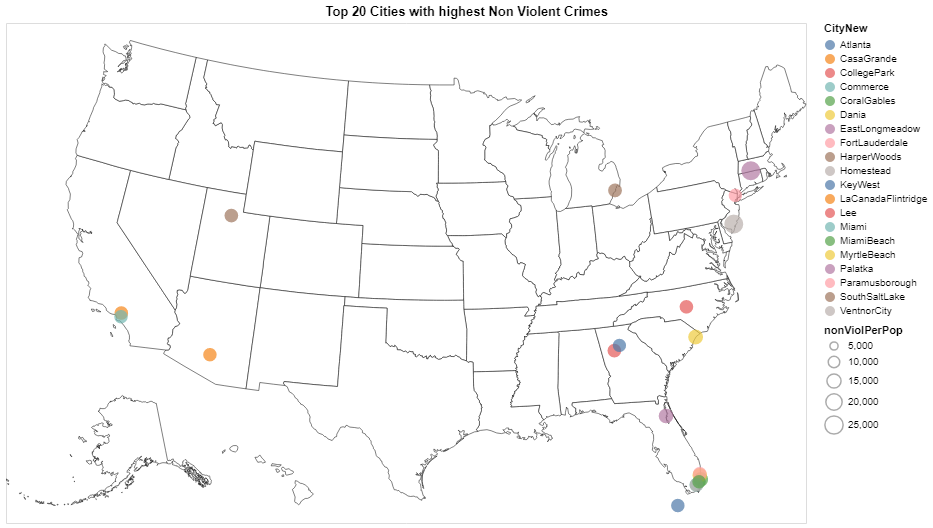 Top 20 Cities with highest Non Violent Crimes
CityNew
Atlanta
CasaGrande
CollegePark
Commerce
CoralGables
Dania
EastLongmeadow
FortLauderdale
HarperWoods
Homestead
KeyWest
LaCanadaFlintridge
Lee
Miami
MiamiBeach
MyrtleBeach
Palatka
Paramusborough
SouthSaltLake
VentnorCity
nonViolPerPop
5,000
10,000
15,000
20,000
25,000